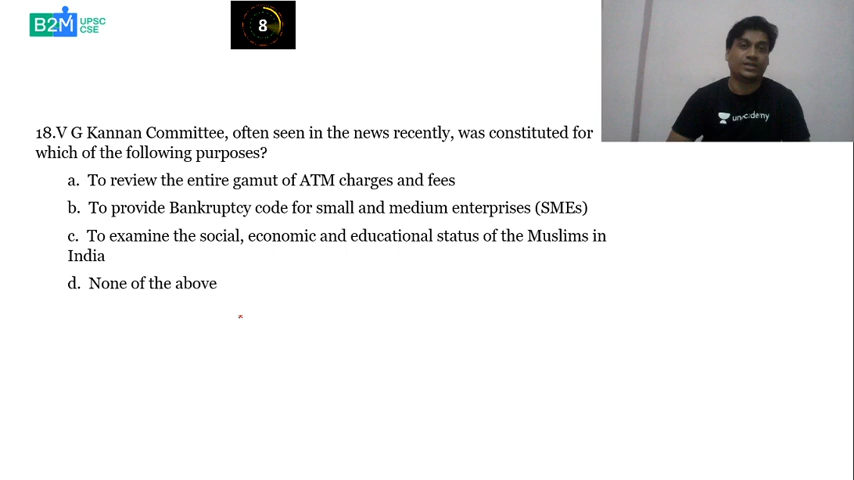 B2M UPSC
CSE
8
unacademy
18.V G Kannan Committee, often seen in the news recently, was constituted for
which of the following purposes?
a. To review the entire gamut of ATM charges and fees
b. To provide Bankruptcy code for small and medium enterprises (SMEs)
c. To examine the social, economic and educational status of the Muslims in
India
d. None of the above